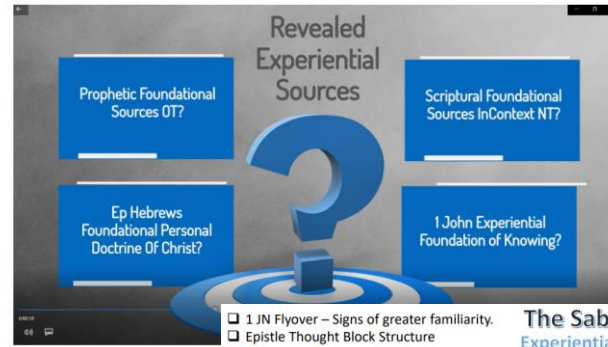 Revealed
Experiential
Sources
Prophetic Foundational
Sources OT?
Scriptural Foundational
Sources InContext NT?
Ep Hebrews
Foundational Personal
Doctrine Of Christ?
1 John Experiential
Foundation of Knowing?
1 JN Flyover – Signs of greater familiarity.
Epistle Thought Block Structure
The Sab
Experientia